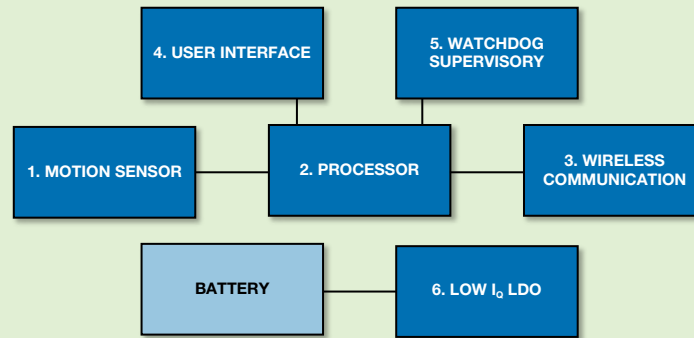 4. USER INTERFACE
5. WATCHDOG
SUPERVISORY
1. MOTION SENSOR
2. PROCESSOR
3. WIRELESS
COMMUNICATION
BATTERY
6. LOW IQ LDO